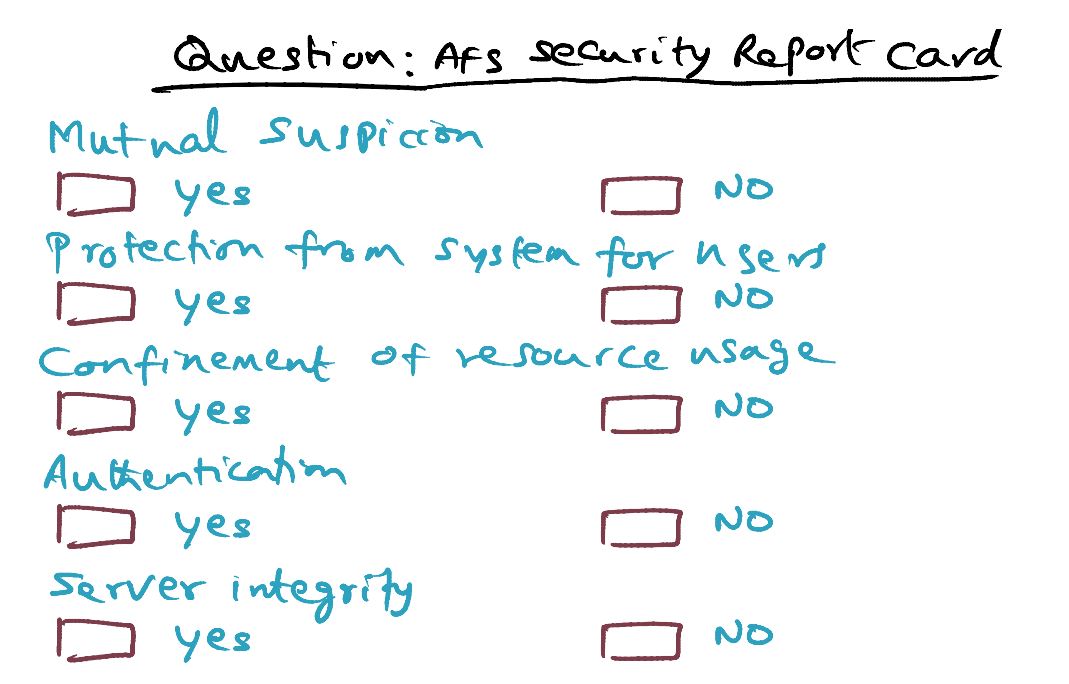 Question: AFS Security Report Card
Mutual suspicion
Yes NO
Protection from system for users
Yes NO
Confinement of resource usage
Yes NO
Authentication
Yes NO
Server integrity
Yes NO